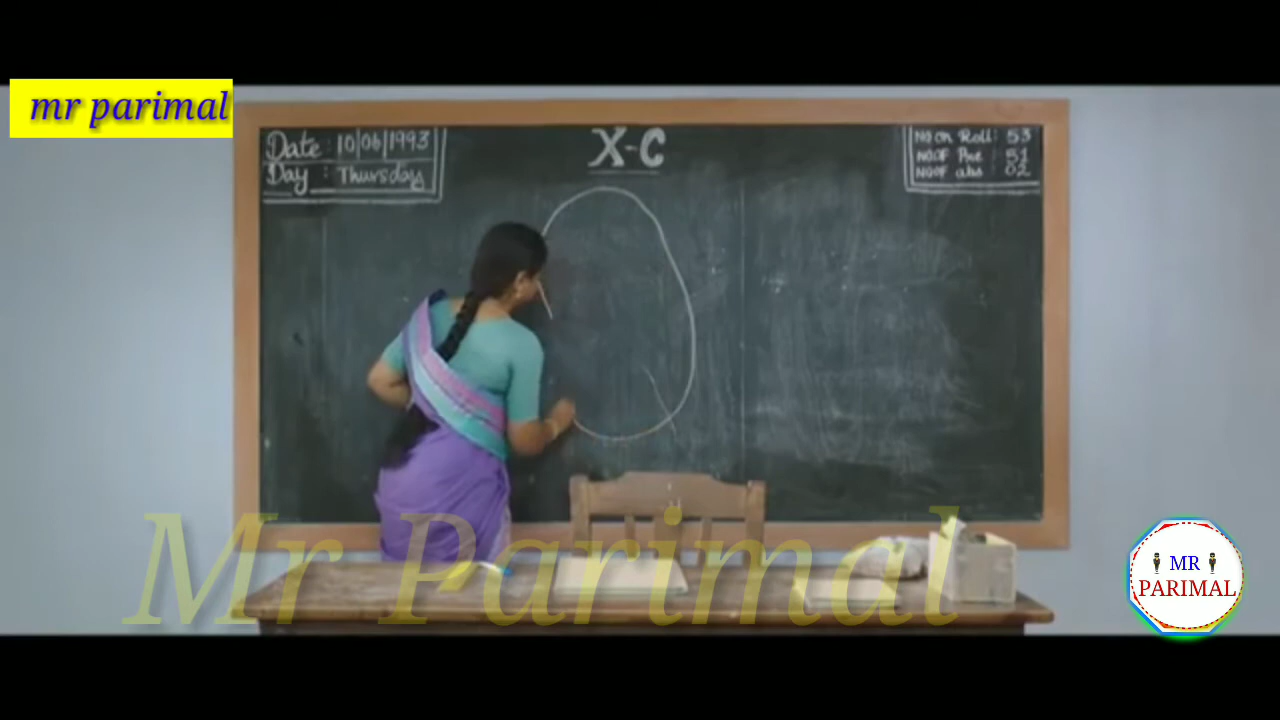 mr parimal
Date : 10/06/1993
Day : Thursday
X-C
No on Roll: 53
NO OF Pre : 51
NO OF abs : 02
Mr Parimal
MR
PARIMAL